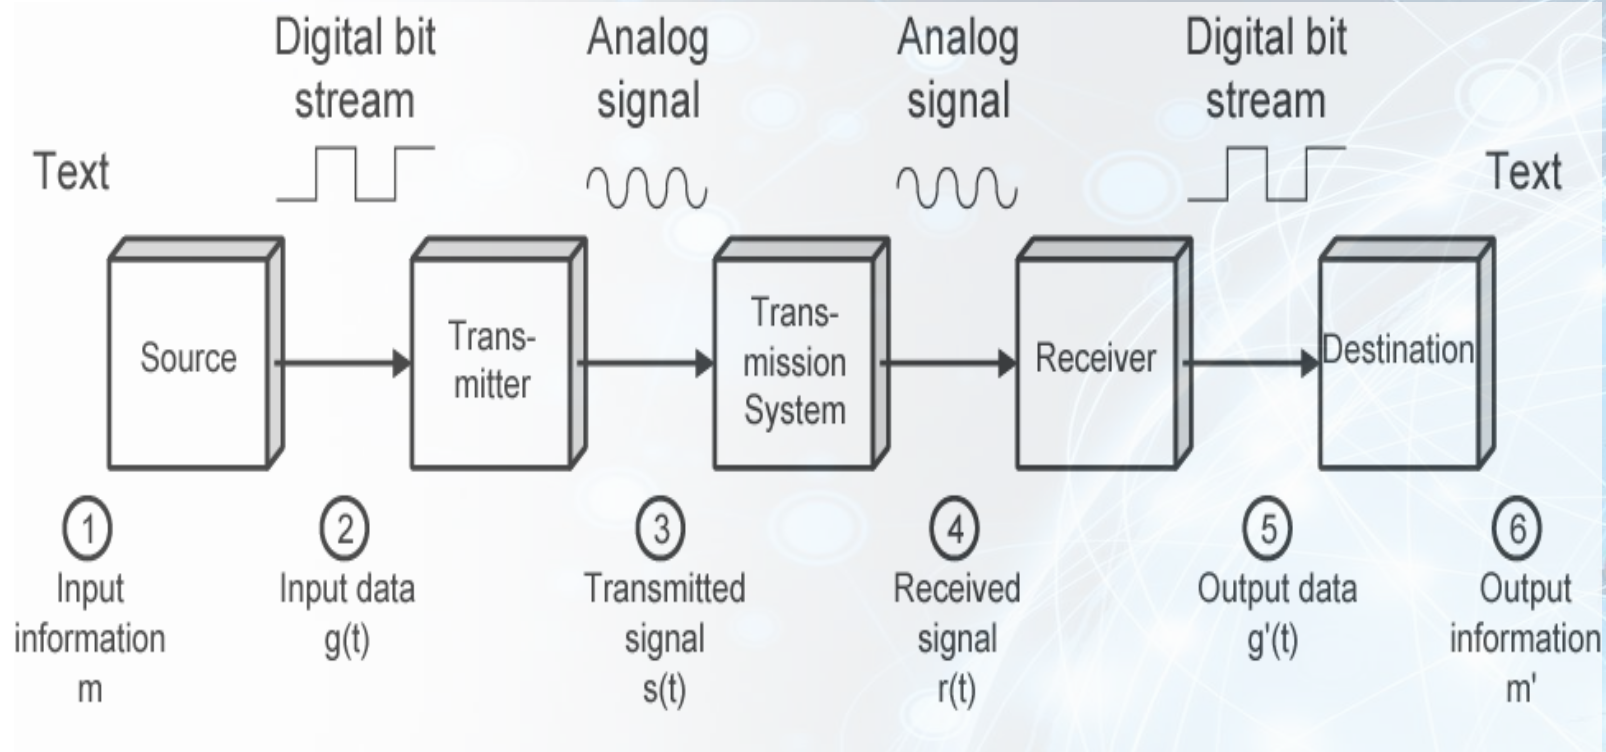 Text
Digital bit
stream
Analog
signal
Analog
signal
Digital bit
stream
Text
Source
Trans-
mitter
Trans-
mission
System
Receiver
Destination
1
Input
information
m
2
Input data
g(t)
3
Transmitted
signal
s(t)
4
Received
signal
r(t)
5
Output data
g'(t)
6
Output
information
m'